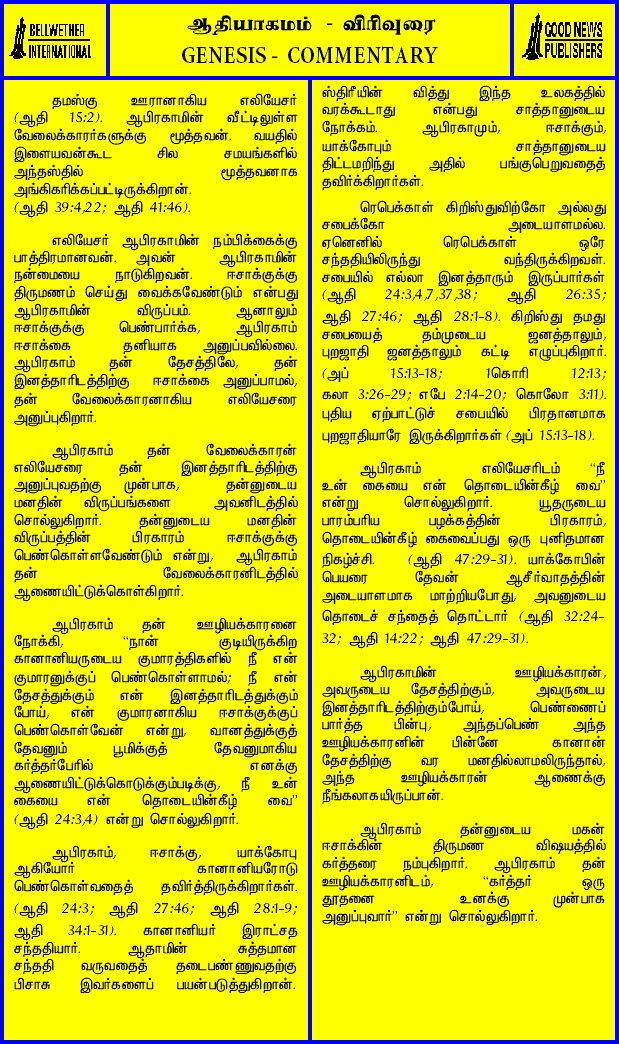 BELLWETHER
INTERNATIONAL
ஆதியாகமம் - விரிவுரை
GENESIS - COMMENTARY
GOOD NEWS
PUBLISHERS
தமஸ்கு ஊரானாகிய எலியேசர்
(ஆதி 15:2). ஆபிரகாமின் வீட்டிலுள்ள
வேலைக்காரர்களுக்கு மூத்தவன். வயதில்
இளையவன்கூட சில சமயங்களில்
அந்தஸ்தில் மூத்தவனாக
அங்கிகரிக்கப்பட்டிருக்கிறான்.
(ஆதி 39:4,22; ஆதி 41:46).
எலியேசர் ஆபிரகாமின் நம்பிக்கைக்கு
பாத்திரமானவன். அவன் ஆபிரகாமின்
நன்மையை நாடுகிறவன். ஈசாக்குக்கு
திருமணம் செய்து வைக்கவேண்டும் என்பது
ஆபிரகாமின் விருப்பம். ஆனாலும்
ஈசாக்குக்கு பெண்பார்க்க, ஆபிரகாம்
ஈசாக்கை தனியாக அனுப்பவில்லை.
ஆபிரகாம் தன் தேசத்திலே, தன்
இனத்தாரிடத்திற்கு ஈசாக்கை அனுப்பாமல்,
தன் வேலைக்காரனாகிய எலியேசரை
அனுப்புகிறார்.
ஆபிரகாம் தன் வேலைக்காரன்
எலியேசரை தன் இனத்தாரிடத்திற்கு
அனுப்புவதற்கு முன்பாக, தன்னுடைய
மனதின் விருப்பங்களை அவனிடத்தில்
சொல்லுகிறார். தன்னுடைய மனதின்
விருப்பத்தின் பிரகாரம் ஈசாக்குக்கு
பெண்கொள்ளவேண்டும் என்று, ஆபிரகாம்
தன் வேலைக்காரனிடத்தில்
ஆணையிட்டுக்கொள்கிறார்.
ஆபிரகாம் தன் ஊழியக்காரனை
நோக்கி, "நான் குடியிருக்கிற
கானானியருடைய குமாரத்திகளில் நீ என்
குமாரனுக்குப் பெண்கொள்ளாமல்; நீ என்
தேசத்துக்கும் என் இனத்தாரிடத்துக்கும்
போய், என் குமாரனாகிய ஈசாக்குக்குப்
பெண்கொள்வேன் என்று, வானத்துக்குத்
தேவனும் பூமிக்குத் தேவனுமாகிய
கர்த்தர்பேரில் எனக்கு
ஆணையிட்டுக்கொடுக்கும்படிக்கு, நீ உன்
கையை என் தொடையின்கீழ் வை"
(ஆதி 24:3,4) என்று சொல்லுகிறார்.
ஆபிரகாம், ஈசாக்கு, யாக்கோபு
ஆகியோர் கானானியரோடு
பெண்கொள்வதைத் தவிர்த்திருக்கிறார்கள்.
(ஆதி 24:3; ஆதி 27:46; ஆதி 28:1-9;
ஆதி 34:1-31). கானானியர் இராட்சத
சந்ததியார். ஆதாமின் சுத்தமான
சந்ததி வருவதைத் தடைபண்ணுவதற்கு
பிசாசு இவர்களைப் பயன்படுத்துகிறான்.
ஸ்திரீயின் வித்து இந்த உலகத்தில்
வரக்கூடாது என்பது சாத்தானுடைய
நோக்கம். ஆபிரகாமும், ஈசாக்கும்,
யாக்கோபும் சாத்தானுடைய
திட்டமறிந்து அதில் பங்குபெறுவதைத்
தவிர்க்கிறார்கள்.
ரெபெக்காள் கிறிஸ்துவிற்கோ அல்லது
சபைக்கோ அடையாளமல்ல.
ஏனெனில் ரெபெக்காள் ஒரே
சந்ததியிலிருந்து வந்திருக்கிறவள்.
சபையில் எல்லா இனத்தாரும் இருப்பார்கள்
(ஆதி 24:3,4,7,37,38; ஆதி 26:35;
ஆதி 27:46; ஆதி 28:1-8). கிறிஸ்து தமது
சபையைத் தம்முடைய ஜனத்தாலும்,
புறஜாதி ஜனத்தாலும் கட்டி எழுப்புகிறார்.
(அப் 15:13-18; 1கொரி 12:13;
கலா 3:26-29; எபே 2:14-20; கொலோ 3:11).
புதிய ஏற்பாட்டுச் சபையில் பிரதானமாக
புறஜாதியாரே இருக்கிறார்கள் (அப் 15:13-18).
ஆபிரகாம் எலியேசரிடம் "நீ
உன் கையை என் தொடையின்கீழ் வை"
என்று சொல்லுகிறார். யூதருடைய
பாரம்பரிய பழக்கத்தின் பிரகாரம்,
தொடையின்கீழ் கைவைப்பது ஒரு புனிதமான
நிகழ்ச்சி. (ஆதி 47:29-31). யாக்கோபின்
பெயரை தேவன் ஆசீர்வாதத்தின்
அடையாளமாக மாற்றியபோது, அவனுடைய
தொடைச் சந்தைத் தொட்டார் (ஆதி 32:24-
32; ஆதி 14:22; ஆதி 47:29-31).
ஆபிரகாமின் ஊழியக்காரன்,
அவருடைய தேசத்திற்கும், அவருடைய
இனத்தாரிடத்திற்கும்போய், பெண்ணைப்
பார்த்த பின்பு, அந்தப்பெண் அந்த
ஊழியக்காரனின் பின்னே கானான்
தேசத்திற்கு வர மனதில்லாமலிருந்தால்,
அந்த ஊழியக்காரன் ஆணைக்கு
நீங்கலாகயிருப்பான்.
ஆபிரகாம் தன்னுடைய மகன்
ஈசாக்கின் திருமண விஷயத்தில்
கர்த்தரை நம்புகிறார். ஆபிரகாம் தன்
ஊழியக்காரனிடம், "கர்த்தர் ஒரு
தூதனை உனக்கு முன்பாக
அனுப்புவார்" என்று சொல்லுகிறார்.